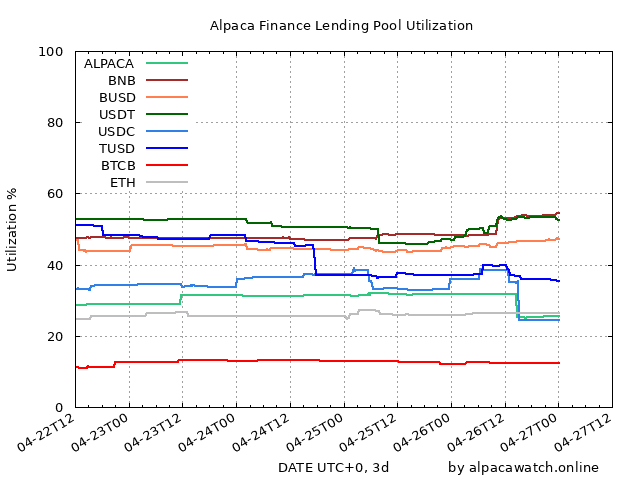 Alpaca Finance Lending Pool Utilization
100
80
60
40
20
0
Utilization %
ALPACA
BNB
BUSD
USDT
USDC
TUSD
BTCB
ETH
04-22T12
04-23T00
04-23T12
04-24T00
04-24T12
04-25T00
04-25T12
04-26T00
04-26T12
04-27T00
04-27T12
DATE UTC+0, 3d
by alpacawatch.online